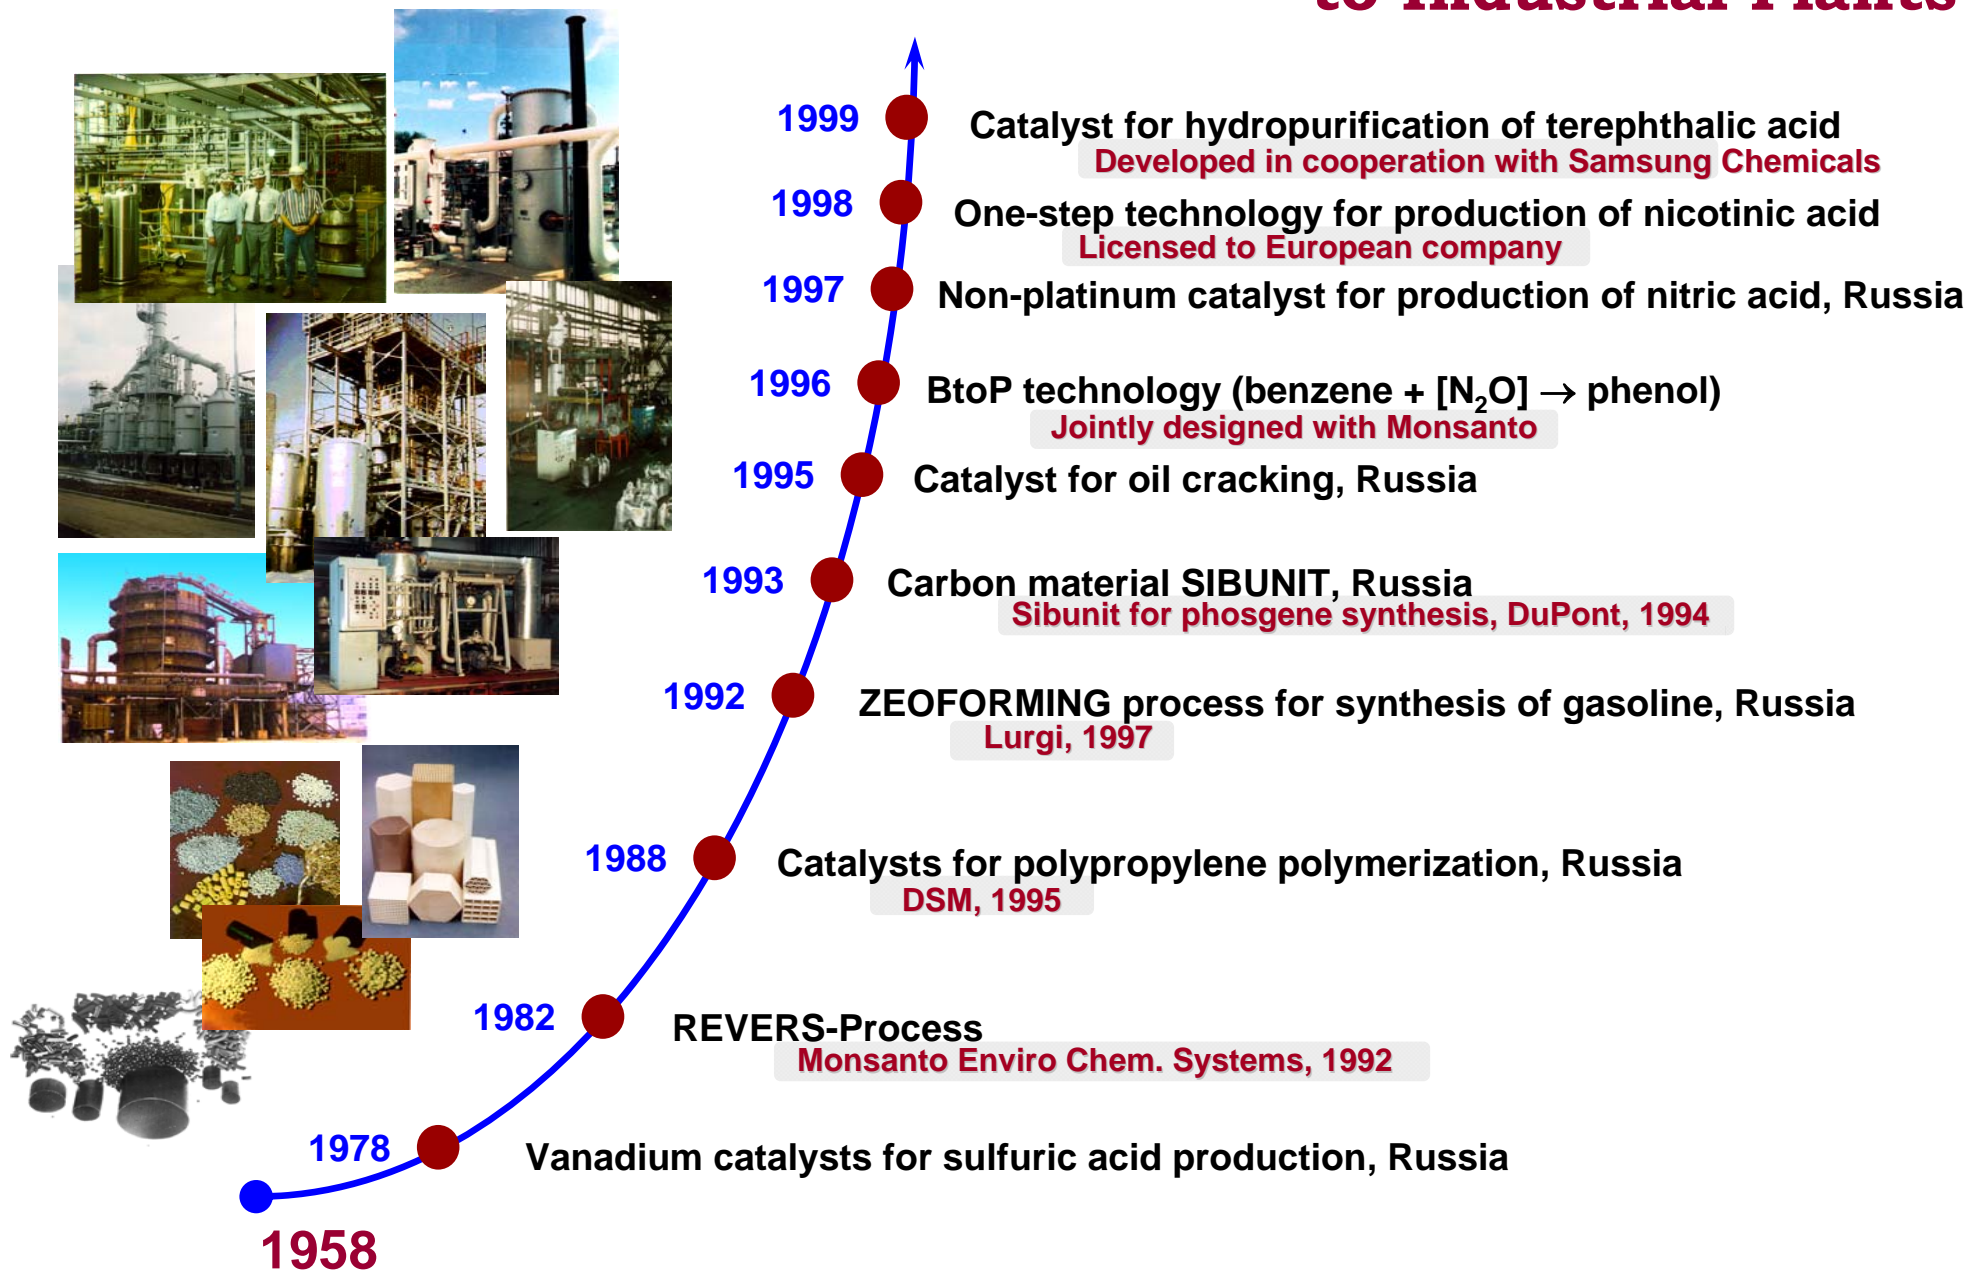 to Industrial Plants
1999
Catalyst for hydropurification of terephthalic acid
Developed in cooperation with Samsung Chemicals
1998
One-step technology for production of nicotinic acid
Licensed to European company
1997
Non-platinum catalyst for production of nitric acid, Russia
1996
BtoP technology (benzene + [N₂O] → phenol)
Jointly designed with Monsanto
1995
Catalyst for oil cracking, Russia
1993
Carbon material SIBUNIT, Russia
Sibunit for phosgene synthesis, DuPont, 1994
1992
ZEOFORMING process for synthesis of gasoline, Russia
Lurgi, 1997
1988
Catalysts for polypropylene polymerization, Russia
DSM, 1995
1982
REVERS-Process
Monsanto Enviro Chem. Systems, 1992
1978
Vanadium catalysts for sulfuric acid production, Russia
1958